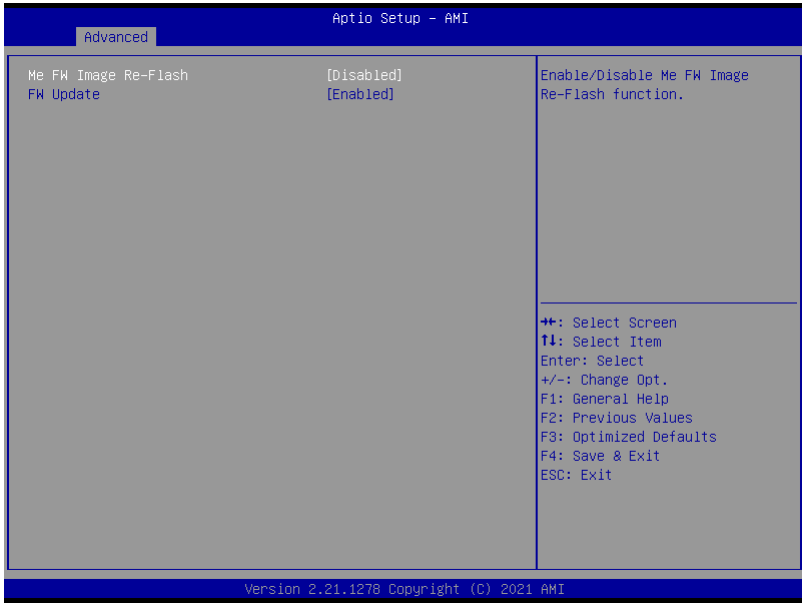 Aptio Setup – AMI
Advanced
Me FW Image Re-Flash [Disabled]
FW Update [Enabled]
Enable/Disable Me FW Image
Re-Flash function.
→←: Select Screen
↑↓: Select Item
Enter: Select
+/-: Change Opt.
F1: General Help
F2: Previous Values
F3: Optimized Defaults
F4: Save & Exit
ESC: Exit
Version 2.21.1278 Copyright (C) 2021 AMI